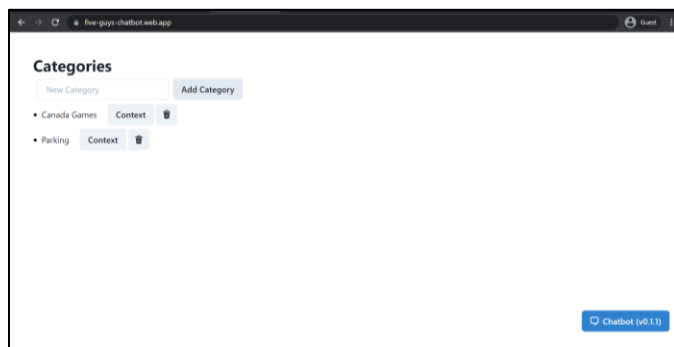 five-guys-chatbot.web.app
Guest
Categories
New Category
Add Category
Canada Games
Context
Parking
Context
Chatbot (v0.1.1)